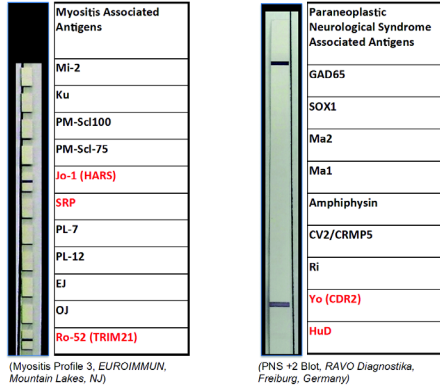 Myositis Associated
Antigens
Mi-2
Ku
PM-Scl100
PM-Scl-75
Jo-1 (HARS)
SRP
PL-7
PL-12
EJ
OJ
Ro-52 (TRIM21)
(Myositis Profile 3, EUROIMMUN,
Mountain Lakes, NJ)
Paraneoplastic
Neurological Syndrome
Associated Antigens
GAD65
SOX1
Ma2
Ma1
Amphiphysin
CV2/CRMP5
Ri
Yo (CDR2)
HuD
(PNS +2 Blot, RAVO Diagnostika,
Freiburg, Germany)